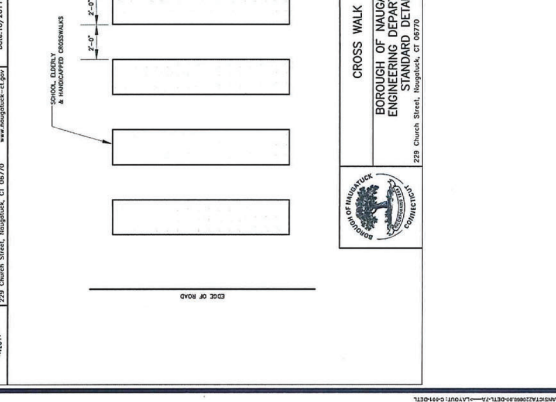 229 Church Street, Naugatuck, CT 06770
www.naugatuck-ct.gov
SCHOOL, ELDERLY
& HANDICAPPED CROSSWALKS
2'-0"
2'-0"
EDGE OF ROAD
CROSS WALK
BOROUGH OF NAUGA
ENGINEERING DEPAR
STANDARD DETA
229 Church Street, Naugatuck, CT 06770
BOROUGH OF NAUGATUCK
CONNECTICUT